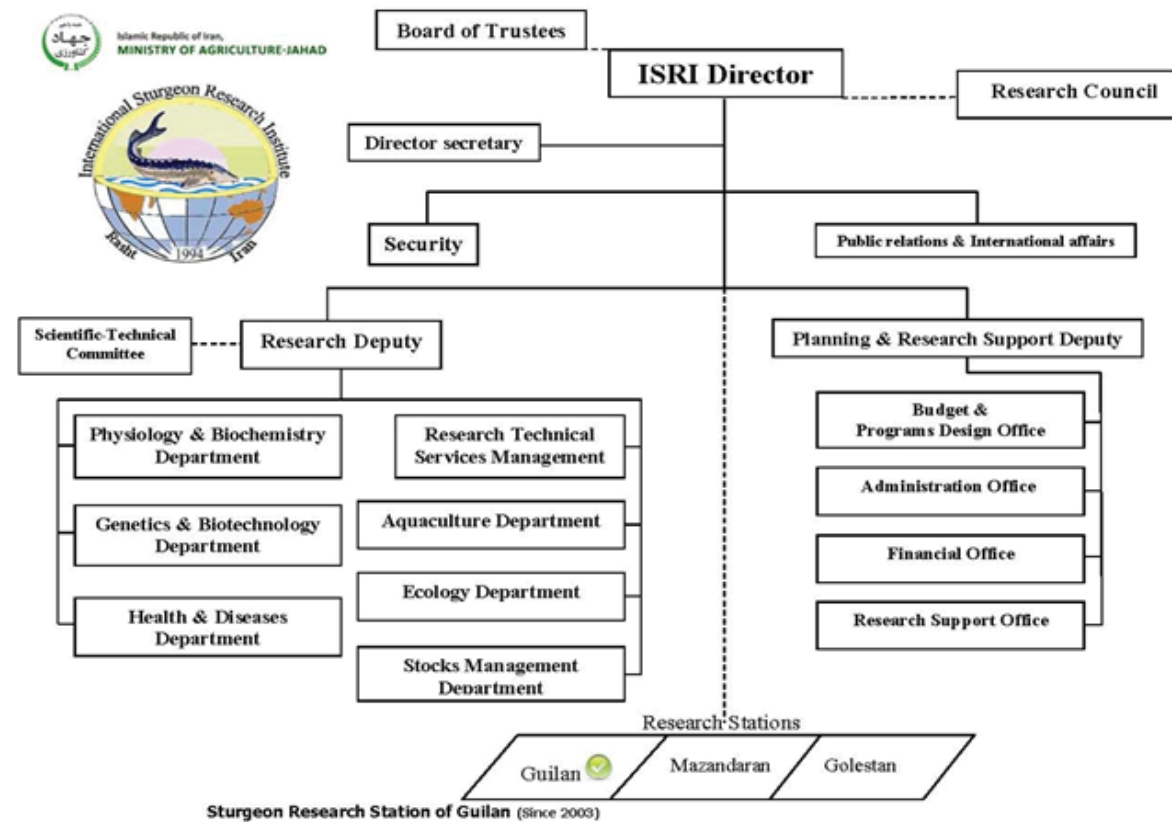 جهاد
کشاورزی
Islamic Republic of Iran,
MINISTRY OF AGRICULTURE-JAHAD
International Sturgeon Research Institute
Rasht
1994
Iran
Board of Trustees
ISRI Director
Research Council
Director secretary
Security
Public relations & International affairs
Scientific-Technical
Committee
Research Deputy
Planning & Research Support Deputy
Physiology & Biochemistry
Department
Research Technical
Services Management
Genetics & Biotechnology
Department
Aquaculture Department
Health & Diseases
Department
Ecology Department
Stocks Management
Department
Budget &
Programs Design Office
Administration Office
Financial Office
Research Support Office
Research Stations
Guilan
Mazandaran
Golestan
Sturgeon Research Station of Guilan (Since 2003)